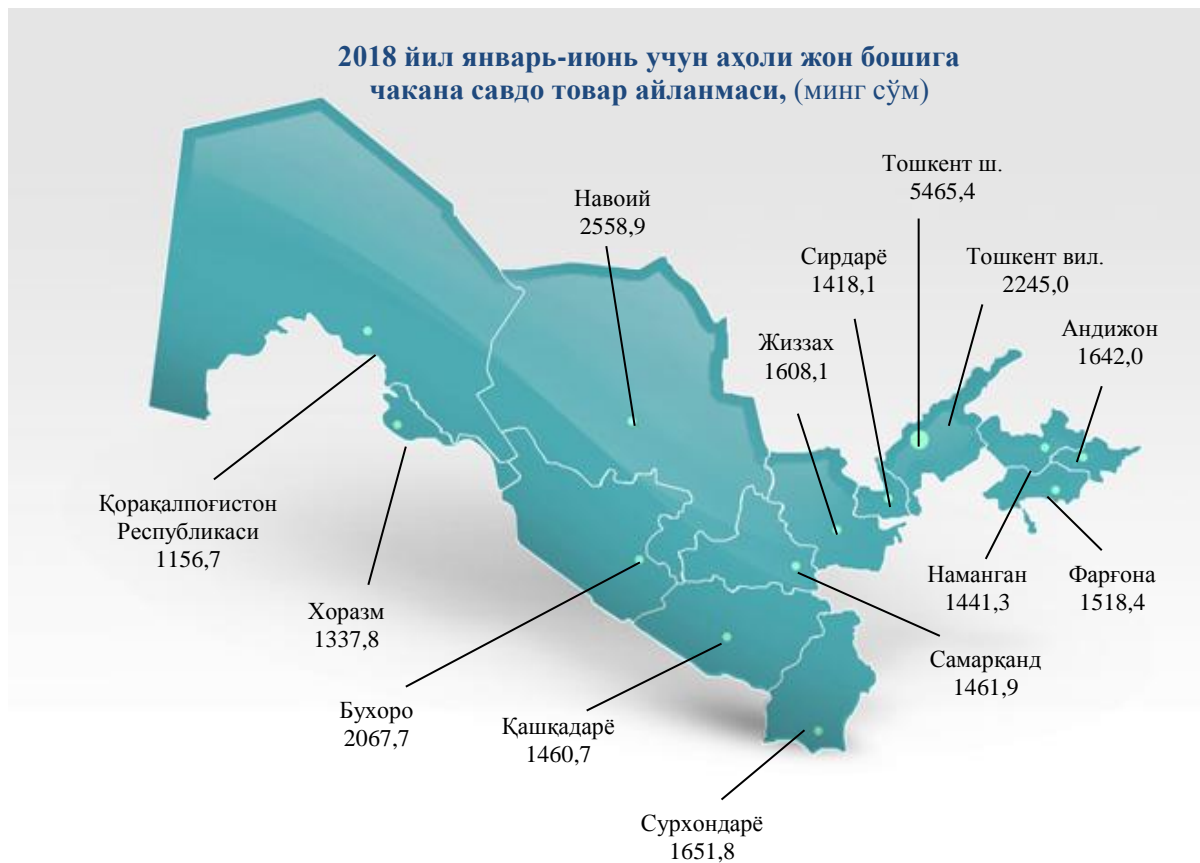 2018 йил январь-июнь учун аҳоли жон бошига
чакана савдо товар айланмаси, (минг сўм)
Тошкент ш.
5465,4
Навоий
2558,9
Сирдарё
1418,1
Тошкент вил.
2245,0
Андижон
1642,0
Жиззах
1608,1
Қорақалпоғистон
Республикаси
1156,7
Хоразм
1337,8
Наманган
1441,3
Фарғона
1518,4
Самарқанд
1461,9
Бухоро
2067,7
Қашқадарё
1460,7
Сурхондарё
1651,8